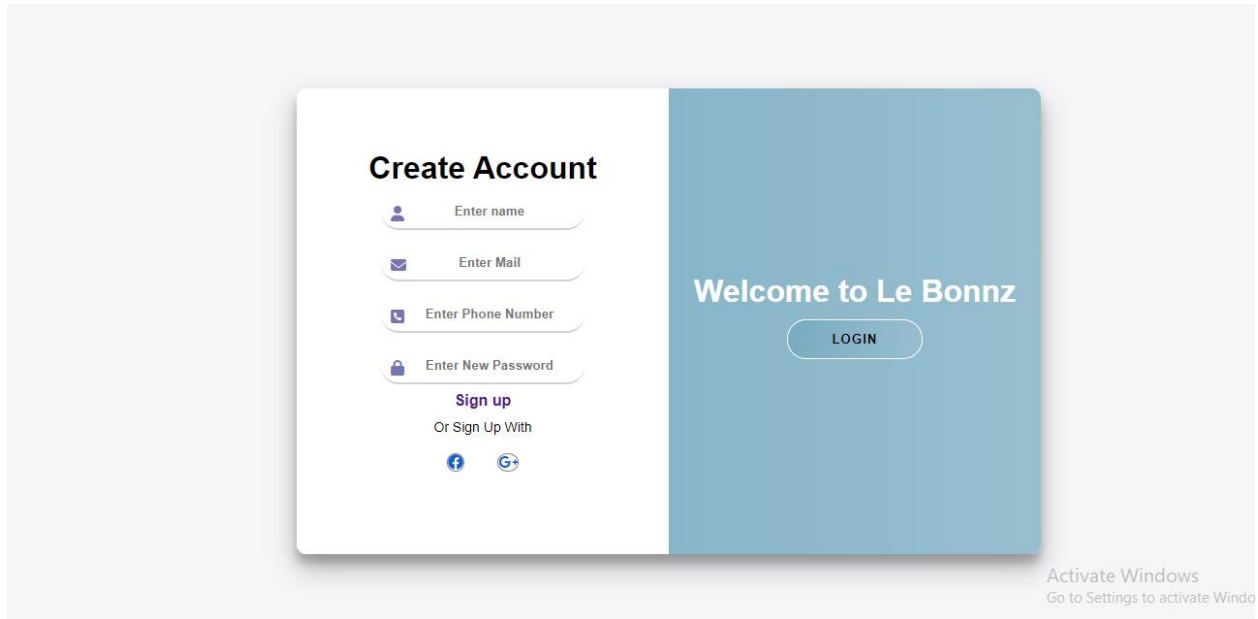 Create Account
Enter name
Enter Mail
Enter Phone Number
Enter New Password
Sign up
Or Sign Up With
G+
Welcome to Le Bonnz
LOGIN
Activate Windows
Go to Settings to activate Windo